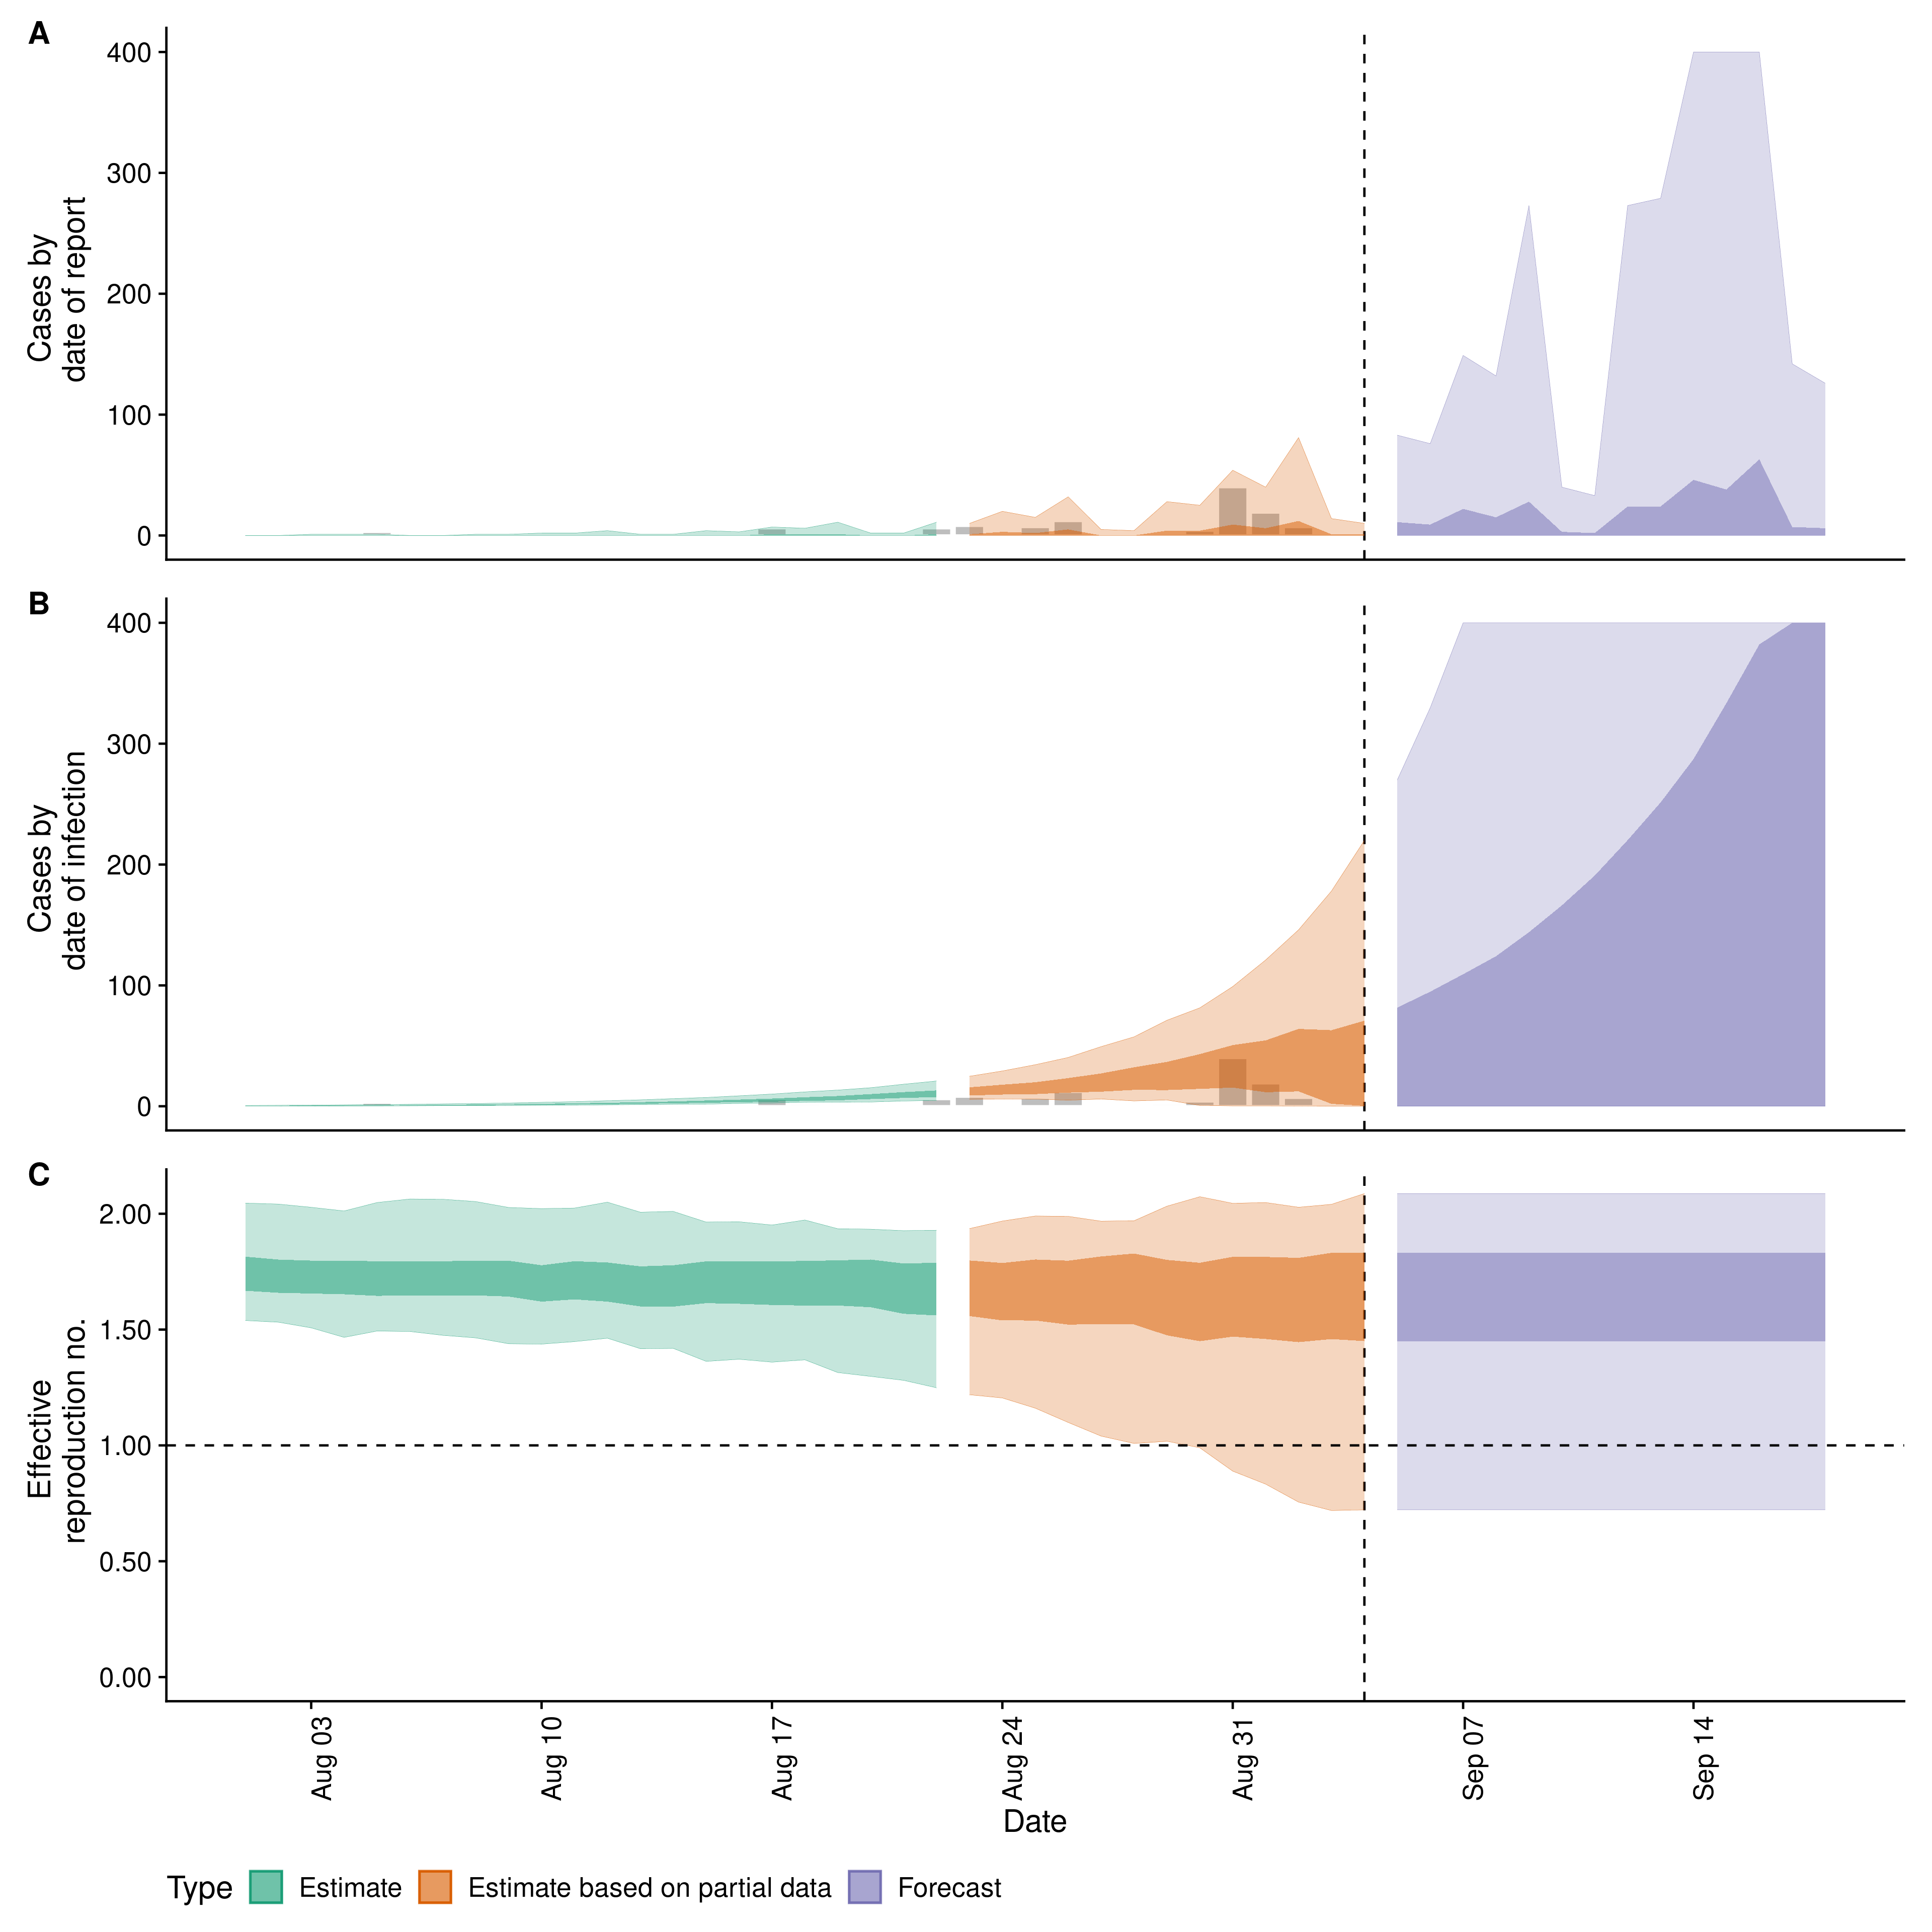 A
400
300
200
100
0
Cases by
date of report
B
400
300
200
100
0
Cases by
date of infection
C
2.00
1.50
1.00
0.50
0.00
Effective
reproduction no.
Aug 03
Aug 10
Aug 17
Aug 24
Aug 31
Sep 07
Sep 14
Date
Type Estimate Estimate based on partial data Forecast